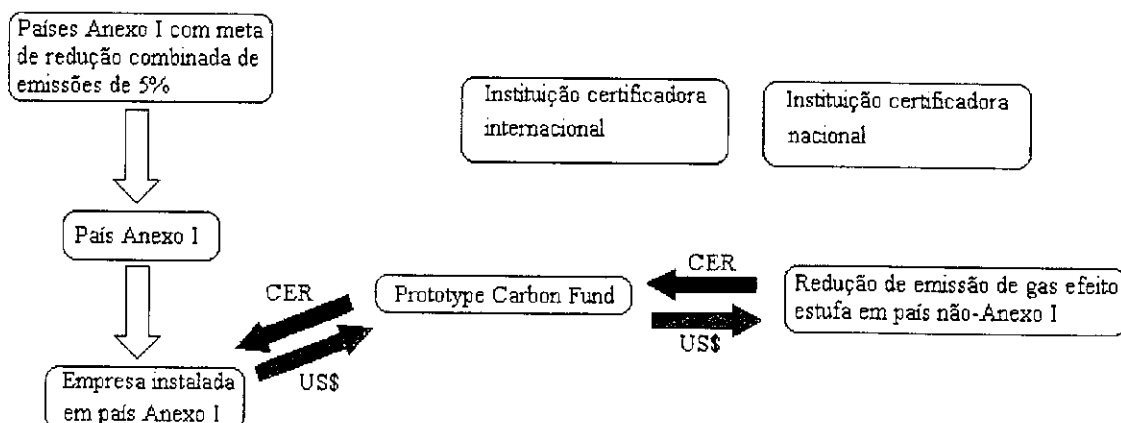 Países Anexo I com meta
de redução combinada de
emissões de 5%
Instituição certificadora
internacional
Instituição certificadora
nacional
País Anexo I
CER
Prototype Carbon Fund
CER
Redução de emissão de gas efeito
estufa em país não-Anexo I
US$
US$
Empresa instalada
em país Anexo I